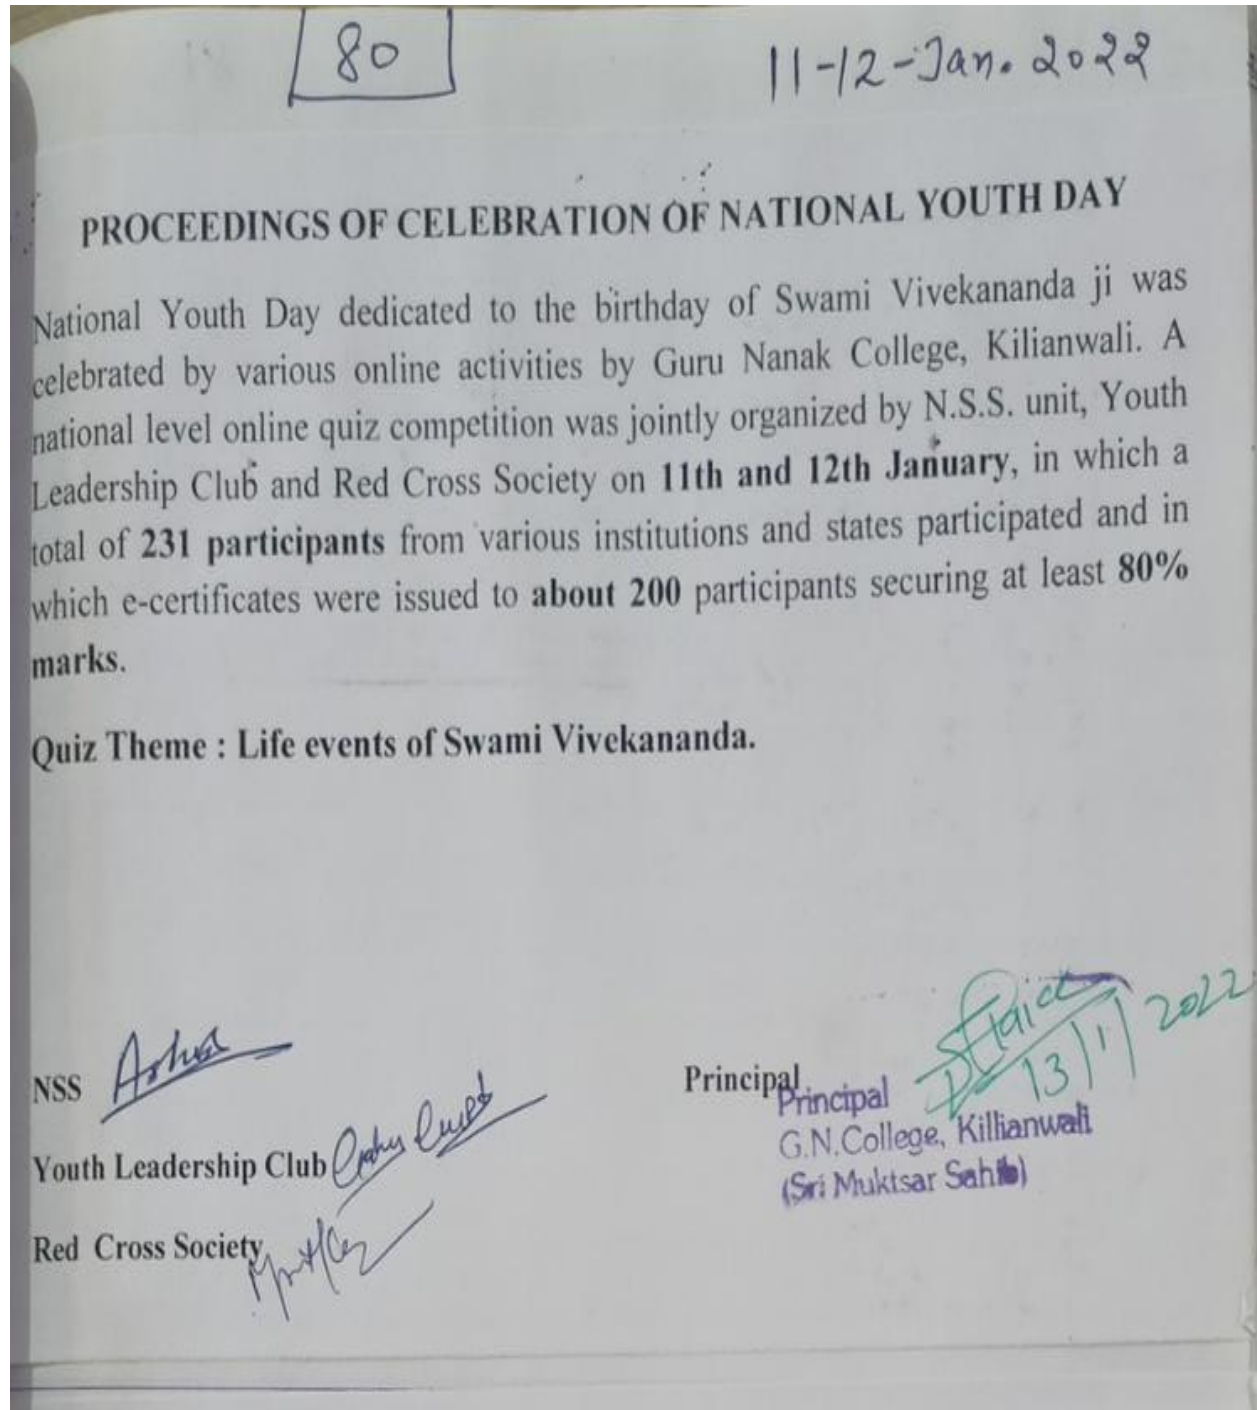 80
11-12-Jan. 2022
PROCEEDINGS OF CELEBRATION OF NATIONAL YOUTH DAY
National Youth Day dedicated to the birthday of Swami Vivekananda ji was
celebrated by various online activities by Guru Nanak College, Kilianwali. A
national level online quiz competition was jointly organized by N.S.S. unit, Youth
Leadership Club and Red Cross Society on 11th and 12th January, in which a
total of 231 participants from various institutions and states participated and in
which e-certificates were issued to about 200 participants securing at least 80%
marks.
Quiz Theme : Life events of Swami Vivekananda.
NSS
Principal
13/1/2022
Principal
G.N.College, Killianwali
(Sri Muktsar Sahib)
Youth Leadership Club
Red Cross Society